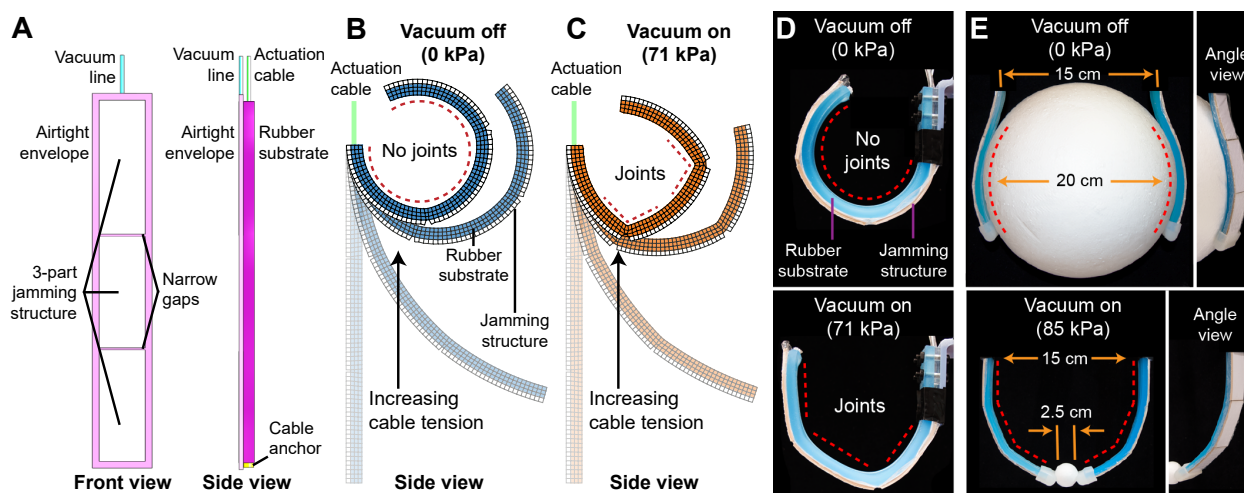 A
Vacuum
line
Airtight
envelope
3-part
jamming
structure
Narrow
gaps
Front view
Vacuum
line
Actuation
cable
Airtight
envelope
Rubber
substrate
Cable
anchor
Side view
B
Vacuum off
(0 kPa)
Actuation
cable
No joints
Rubber
substrate
Jamming
structure
Increasing
cable tension
Side view
C
Vacuum on
(71 kPa)
Actuation
cable
Joints
Increasing
cable tension
Side view
D
Vacuum off
(0 kPa)
No
joints
Rubber
substrate
Jamming
structure
Vacuum on
(71 kPa)
Joints
E
Vacuum off
(0 kPa)
15 cm
20 cm
Angle
view
Vacuum on
(85 kPa)
15 cm
2.5 cm
Angle
view